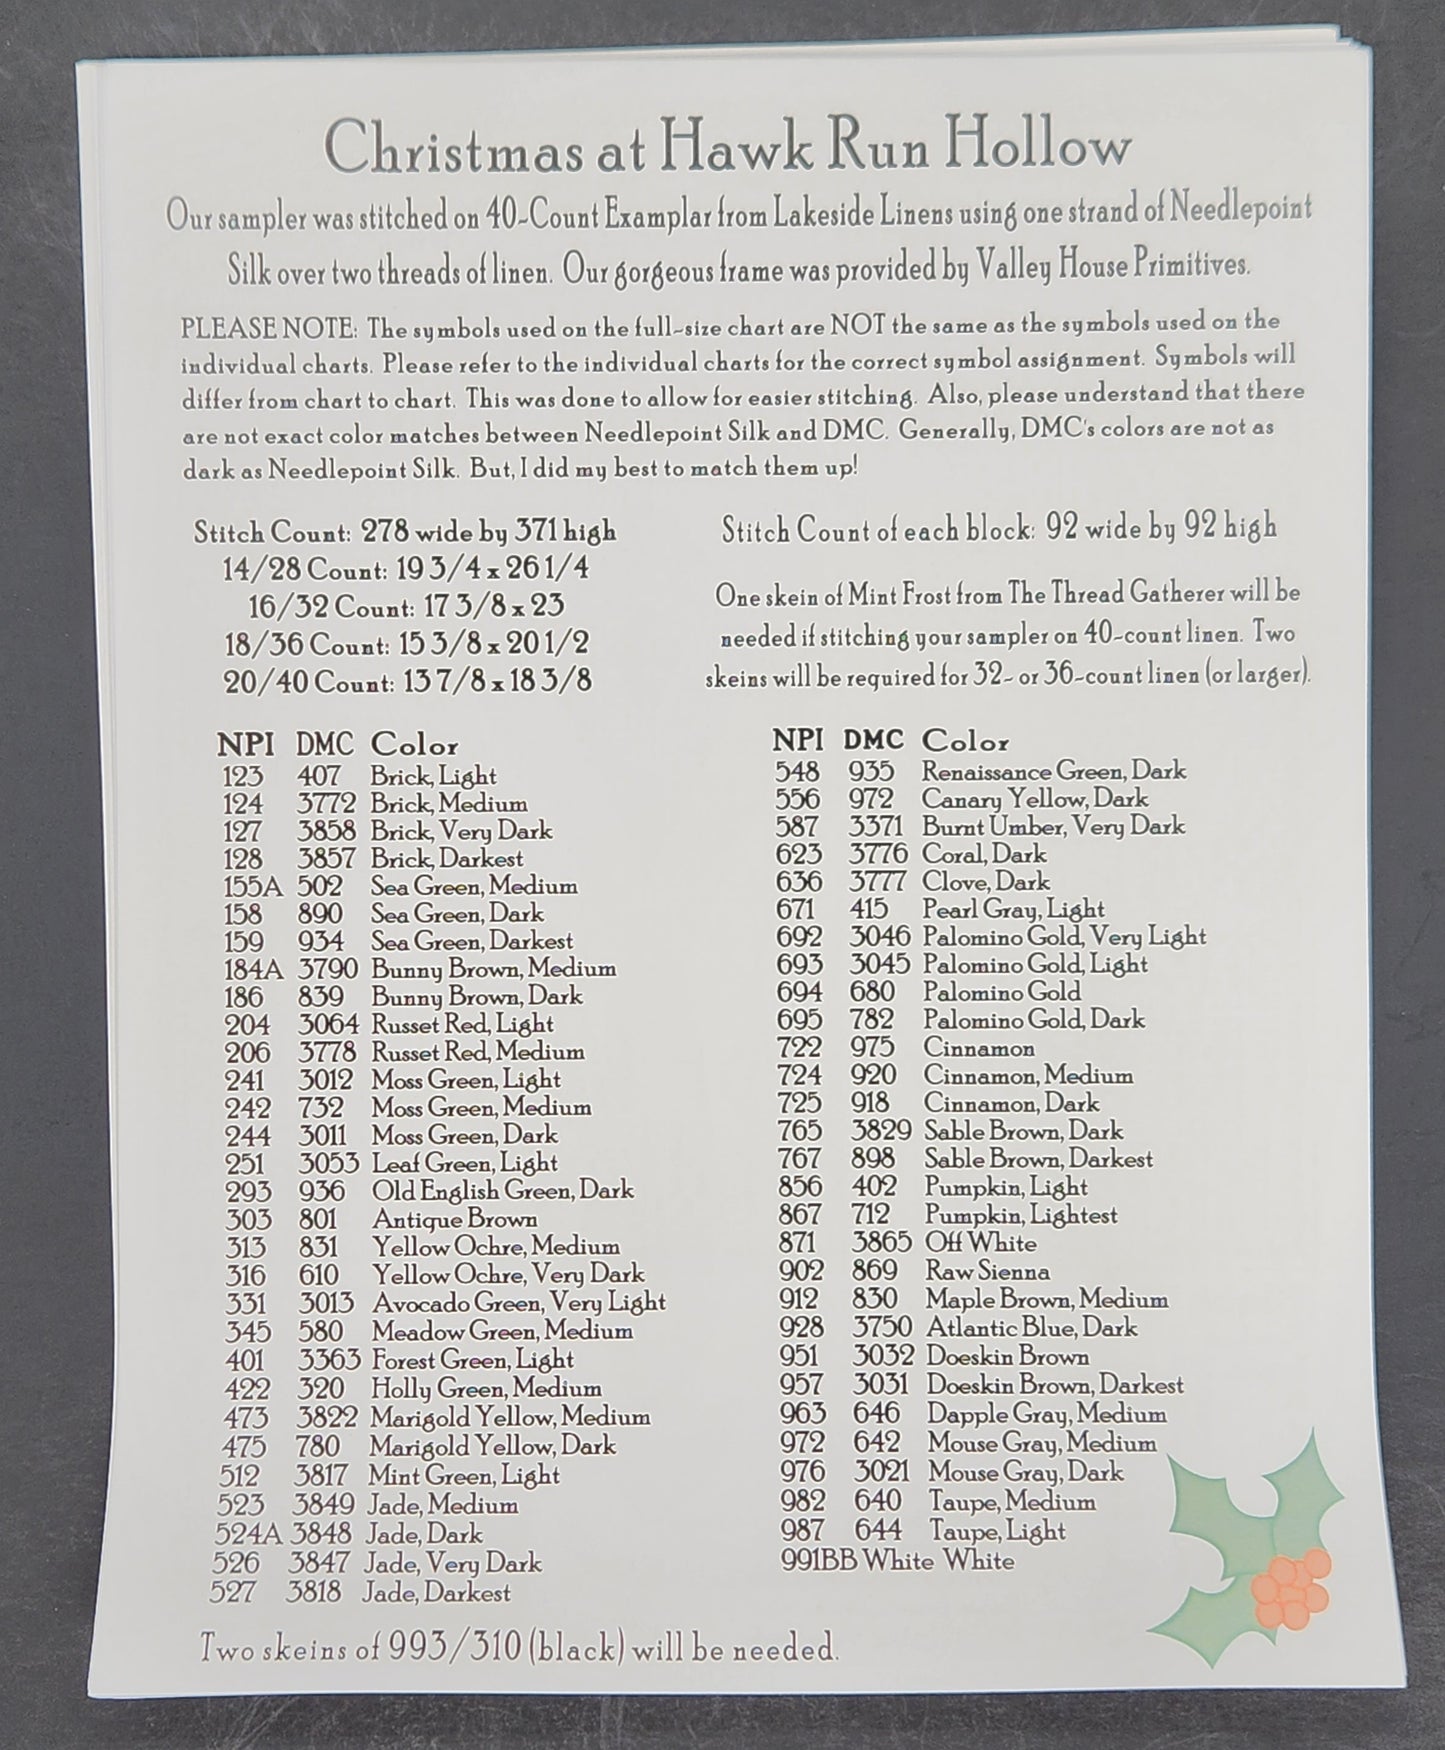 Christmas at Hawk Run Hollow
Our sampler was stitched on 40-Count Examplar from Lakeside Linens using one strand of Needlepoint
Silk over two threads of linen. Our gorgeous frame was provided by Valley House Primitives.
PLEASE NOTE: The symbols used on the full-size chart are NOT the same as the symbols used on the
individual charts. Please refer to the individual charts for the correct symbol assignment. Symbols will
differ from chart to chart. This was done to allow for easier stitching. Also, please understand that there
are not exact color matches between Needlepoint Silk and DMC. Generally, DMC's colors are not as
dark as Needlepoint Silk. But, I did my best to match them up!
Stitch Count: 278 wide by 371 high
14/28 Count: 19 3/4 x 26 1/4
16/32 Count: 17 3/8 x 23
18/36 Count: 15 3/8 x 20 1/2
20/40 Count: 13 7/8 x 18 3/8
Stitch Count of each block: 92 wide by 92 high
One skein of Mint Frost from The Thread Gatherer will be
needed if stitching your sampler on 40-count linen. Two
skeins will be required for 32- or 36-count linen (or larger).
NPI DMC Color
123 407 Brick, Light
124 3772 Brick, Medium
127 3858 Brick, Very Dark
128 3857 Brick, Darkest
155A 502 Sea Green, Medium
158 890 Sea Green, Dark
159 934 Sea Green, Darkest
184A 3790 Bunny Brown, Medium
186 839 Bunny Brown, Dark
204 3064 Russet Red, Light
206 3778 Russet Red, Medium
241 3012 Moss Green, Light
242 732 Moss Green, Medium
244 3011 Moss Green, Dark
251 3053 Leaf Green, Light
293 936 Old English Green, Dark
303 801 Antique Brown
313 831 Yellow Ochre, Medium
316 610 Yellow Ochre, Very Dark
331 3013 Avocado Green, Very Light
345 580 Meadow Green, Medium
401 3363 Forest Green, Light
422 320 Holly Green, Medium
473 3822 Marigold Yellow, Medium
475 780 Marigold Yellow, Dark
512 3817 Mint Green, Light
523 3849 Jade, Medium
524A 3848 Jade, Dark
526 3847 Jade, Very Dark
527 3818 Jade, Darkest
NPI DMC Color
548 935 Renaissance Green, Dark
556 972 Canary Yellow, Dark
587 3371 Burnt Umber, Very Dark
623 3776 Coral, Dark
636 3777 Clove, Dark
671 415 Pearl Gray, Light
692 3046 Palomino Gold, Very Light
693 3045 Palomino Gold, Light
694 680 Palomino Gold
695 782 Palomino Gold, Dark
722 975 Cinnamon
724 920 Cinnamon, Medium
725 918 Cinnamon, Dark
765 3829 Sable Brown, Dark
767 898 Sable Brown, Darkest
856 402 Pumpkin, Light
867 712 Pumpkin, Lightest
871 3865 Off White
902 869 Raw Sienna
912 830 Maple Brown, Medium
928 3750 Atlantic Blue, Dark
951 3032 Doeskin Brown
957 3031 Doeskin Brown, Darkest
963 646 Dapple Gray, Medium
972 642 Mouse Gray, Medium
976 3021 Mouse Gray, Dark
982 640 Taupe, Medium
987 644 Taupe, Light
991BB White White
Two skeins of 993/310 (black) will be needed.